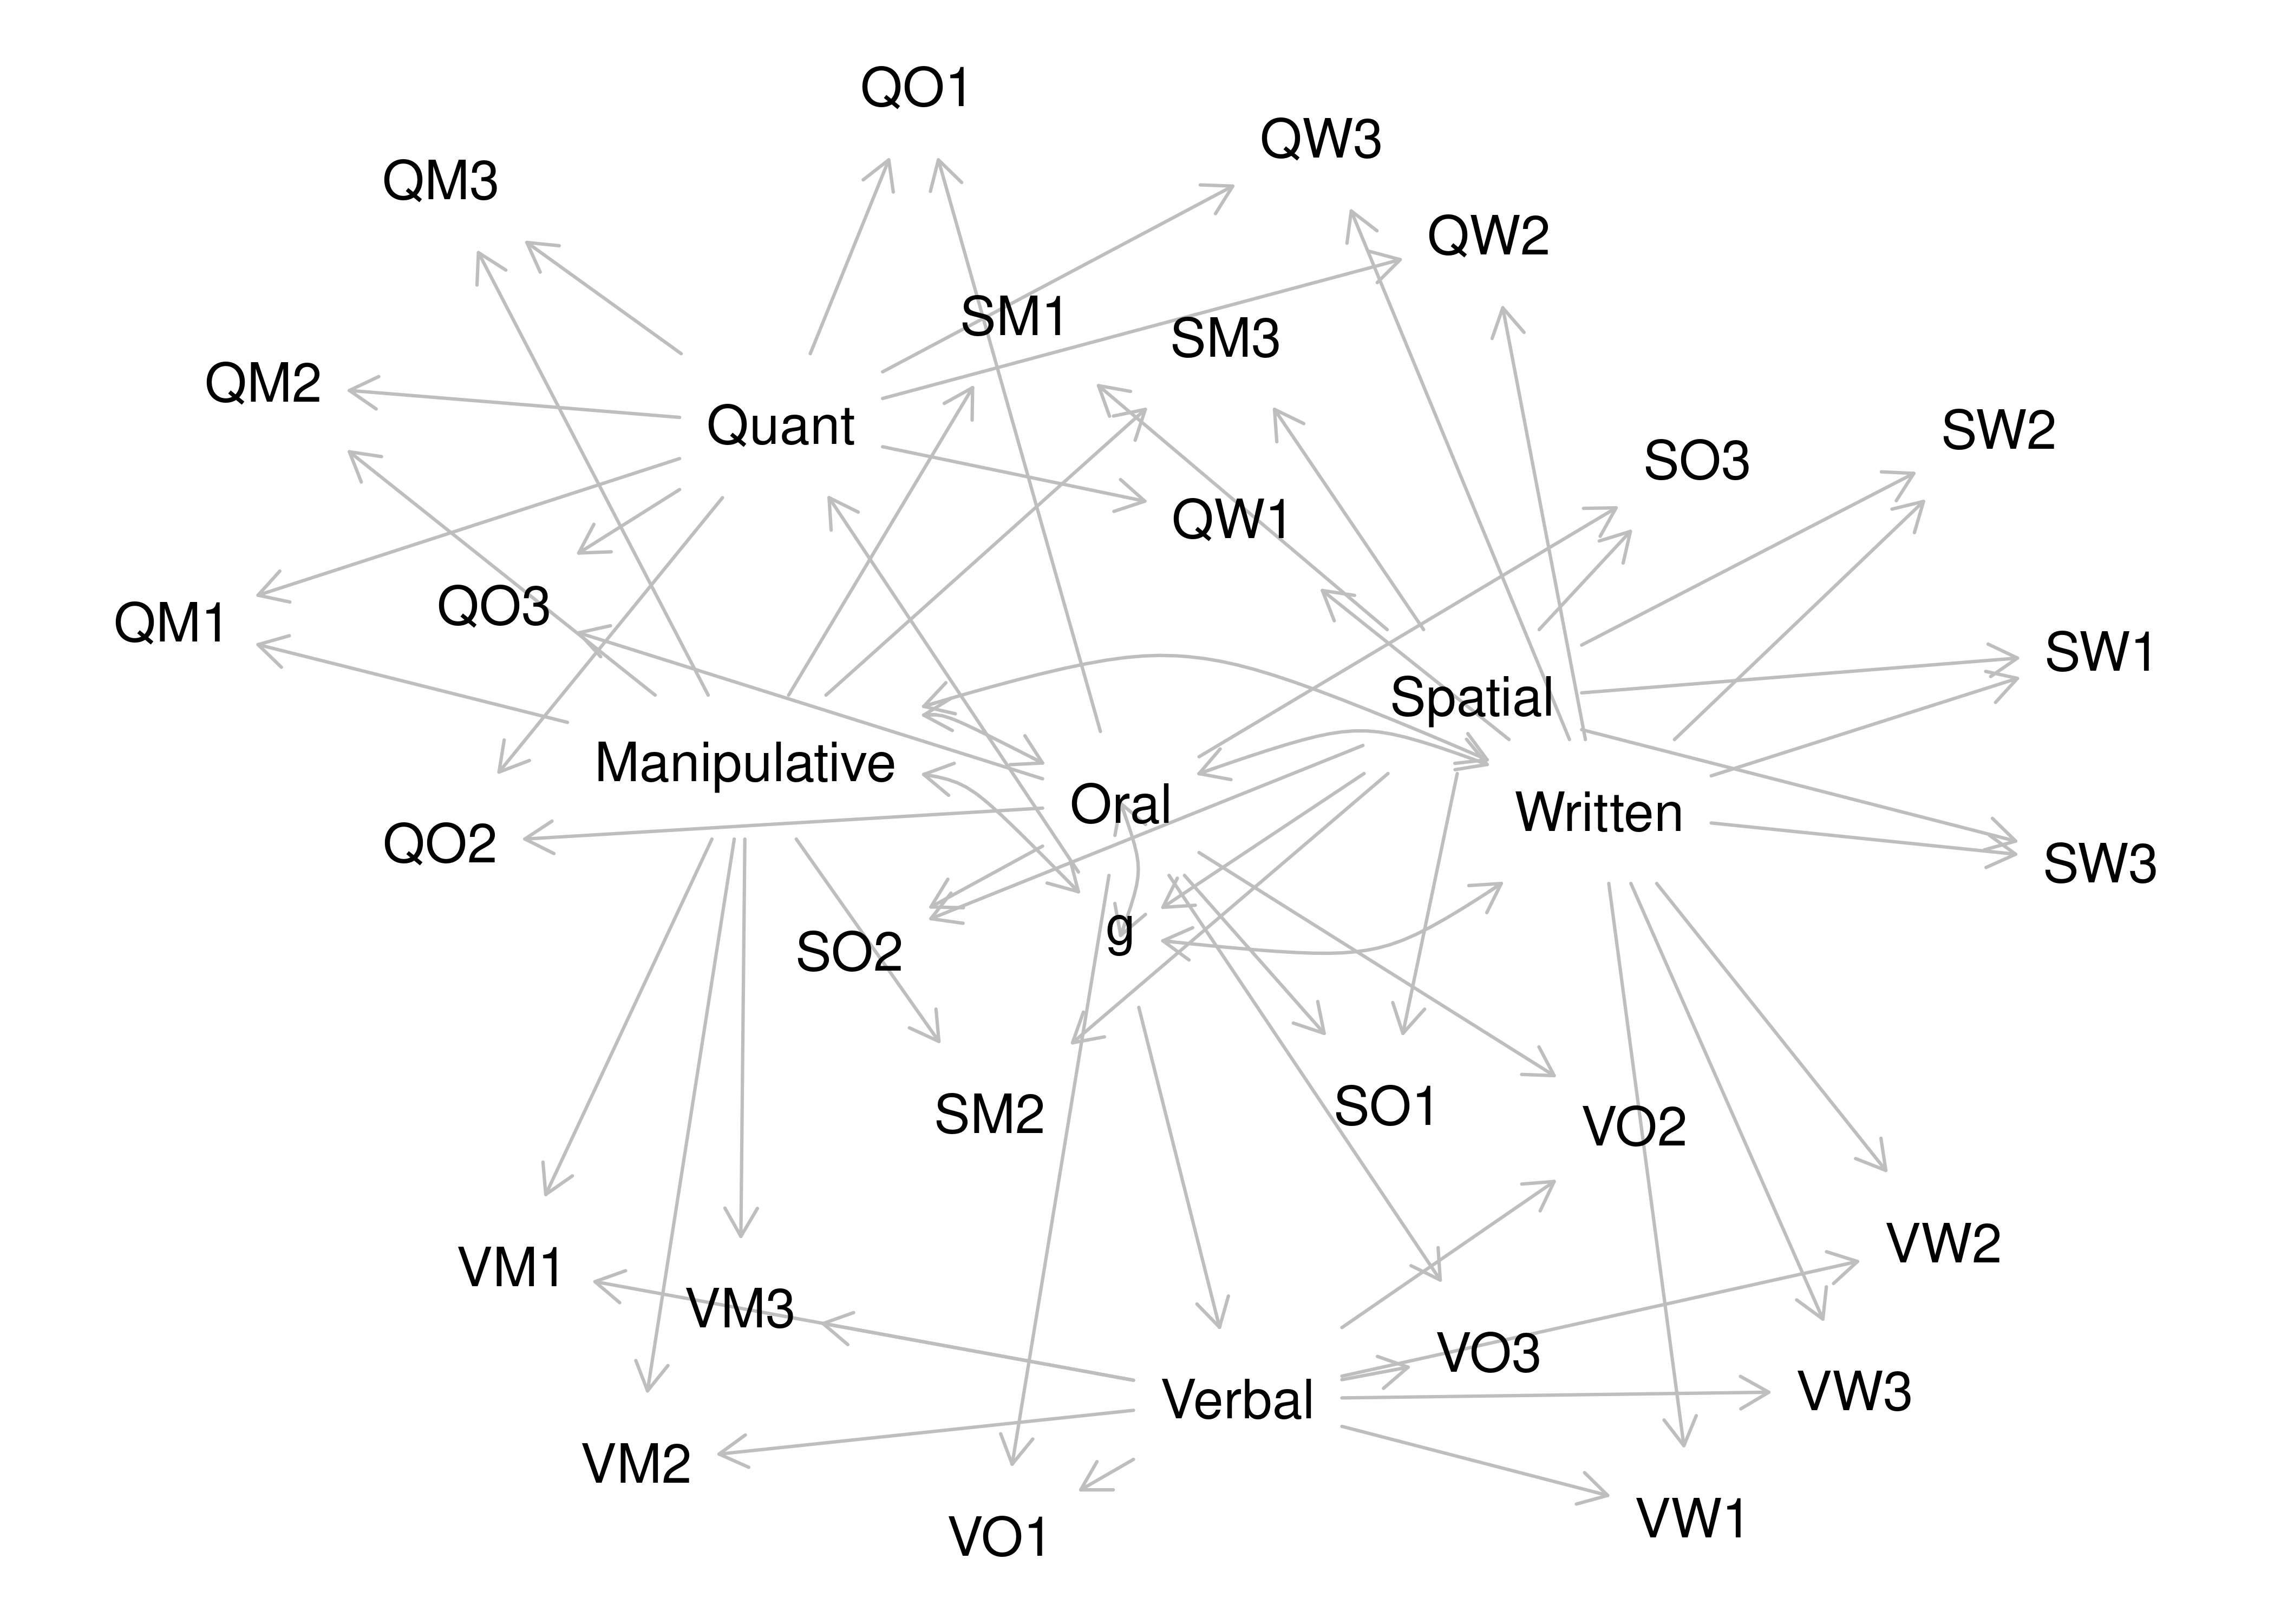 QO1
QW3
QM3
QW2
SM1
SM3
QM2
Quant
SW2
SO3
QW1
QO3
QM1
SW1
Spatial
Manipulative
Oral
Written
QO2
SW3
g
SO2
SO1
SM2
VO2
VW2
VM1
VM3
VO3
VW3
Verbal
VM2
VW1
VO1